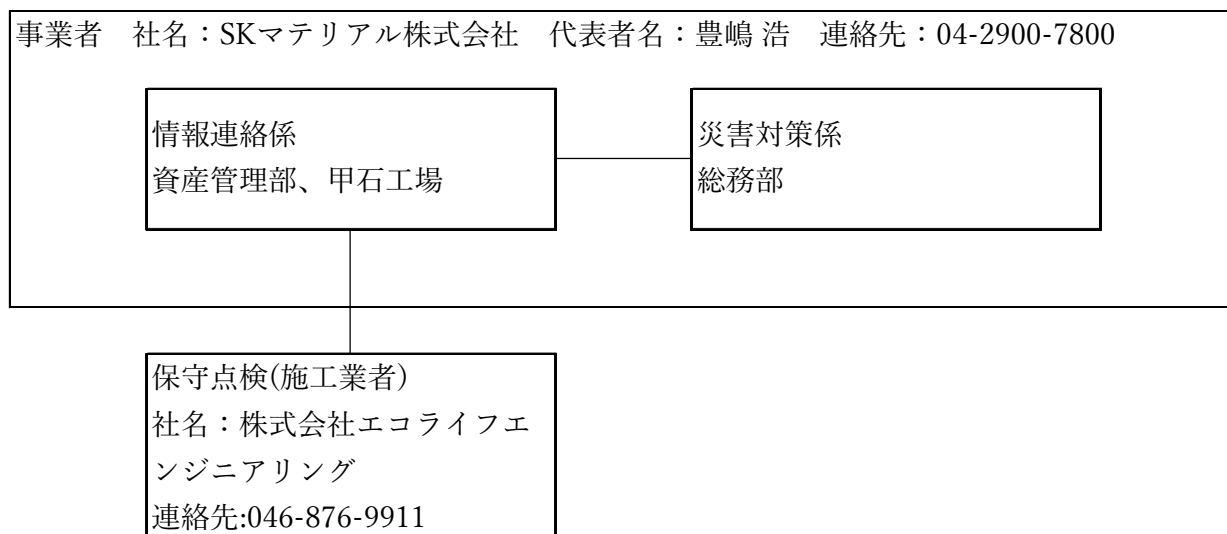 事業者　社名：SKマテリアル株式会社　代表者名：豊嶋 浩　連絡先：04-2900-7800
情報連絡係
資産管理部、甲石工場
災害対策係
総務部
保守点検(施工業者)
社名：株式会社エコライフエ
ンジニアリング
連絡先:046-876-9911